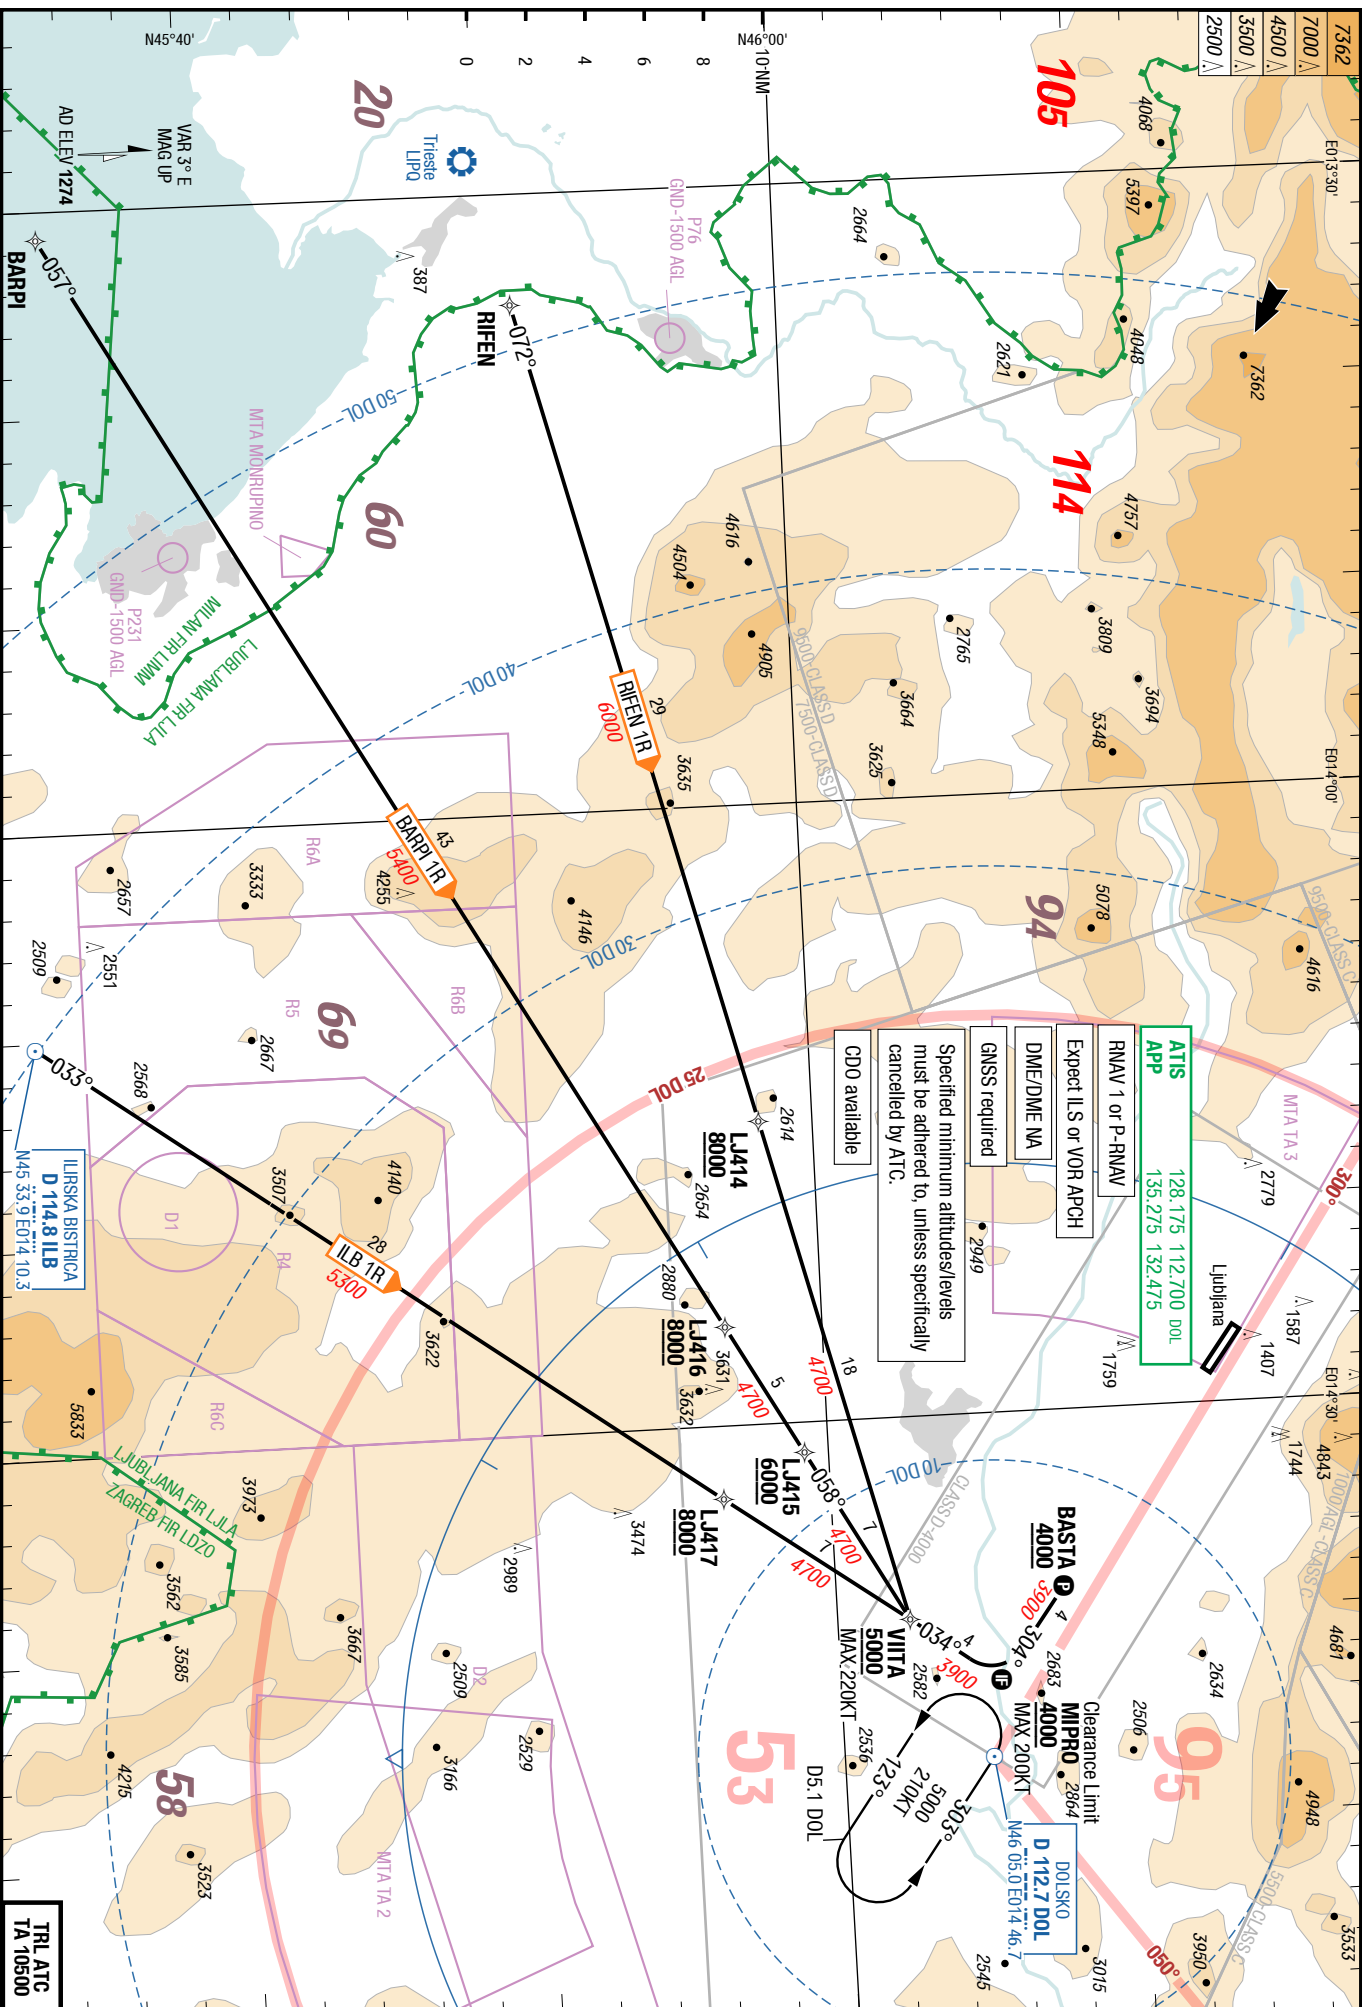 7362
7000
4500
3500
2500
E013°30'
E014°00'
E014°30'
N46°00'
N45°40'
10 NM
8
6
4
2
0
VAR 3° E
MAG UP
AD ELEV 1274
105
114
94
20
60
69
58
53
95
4068
5397
2664
4048
2621
7362
4757
3809
3694
5348
2765
3664
3625
4616
4504
4905
3635
5078
4616
387
Trieste
LIPQ
P76
GND-1500 AGL
MTA MONRUPINO
P231
GND-1500 AGL
MILAN FIR LIMM
LJUBLJANA FIR LJLA
50 DOL
40 DOL
30 DOL
25 DOL
10 DOL
9500-CLASS D
7500-CLASS D
9500-CLASS C
BARPI
057°
RIFEN
072°
29
RIFEN 1R
6000
43
BARPI 1R
5400
4255
4146
3333
2657
2551
2509
2667
2568
R6A
R6B
R5
R4
R6C
D1
D2
033°
ILIRSKA BISTRICA
D 114.8 ILB
N45 33.9 E014 10.3
3507
4140
28
ILB 1R
5300
3622
5833
LJUBLJANA FIR LJLA
ZAGREB FIR LDZO
3973
3562
3585
4215
3523
3667
2509
3166
2529
2989
3474
MTA TA 2
MTA TA 3
ATIS 128.175 112.700 DOL
APP 135.275 132.475
RNAV 1 or P-RNAV
Expect ILS or VOR APCH
DME/DME NA
GNSS required
Specified minimum altitudes/levels
must be adhered to, unless specifically
cancelled by ATC.
CDO available
2614
LJ414
8000
2654
2880
LJ416
8000
3631
3632
18
4700
5
4700
LJ415
6000
058°
7
4700
LJ417
8000
7
4700
2949
2779
300°
Ljubljana
1587
1407
1759
1744
4843
1000 AGL-CLASS C
CLASS D-4000
4681
2634
BASTA P
4000
3900
4
304°
VIITA
5000
MAX 220KT
034°
4
3900
2582
IF
2683
Clearance Limit
MIPRO
4000
MAX 200KT
2864
2506
4948
2536
123°
210KT
5000
303°
D5.1 DOL
DOLSKO
D 112.7 DOL
N46 05.0 E014 46.7
5500-CLASS C
3533
3950
3015
2545
050°
TRL ATC
TA 10500